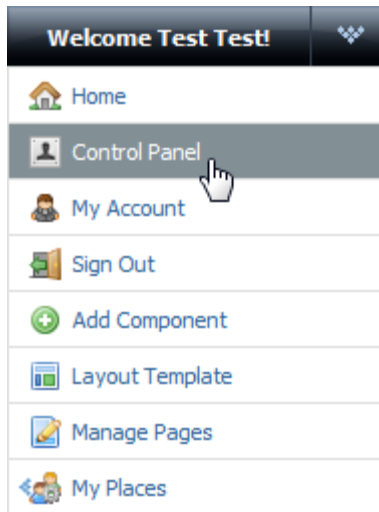 Welcome Test Test!
Home
Control Panel
My Account
Sign Out
Add Component
Layout Template
Manage Pages
My Places